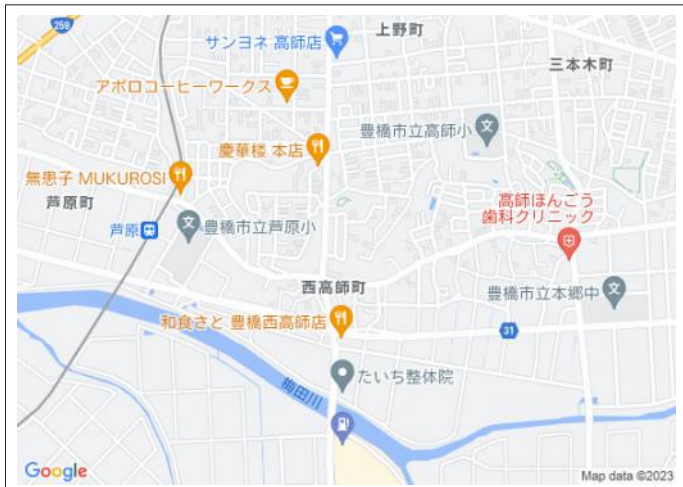 259
サンヨネ 高師店
上野町
三本木町
アポロコーヒーワークス
豊橋市立高師小
慶華楼 本店
無患子 MUKUROSI
芦原町
高師ほんごう
歯科クリニック
芦原
豊橋市立芦原小
西高師町
豊橋市立本郷中
和食さと 豊橋西高師店
31
たいち整体院
梅田川
Google
Map data ©2023